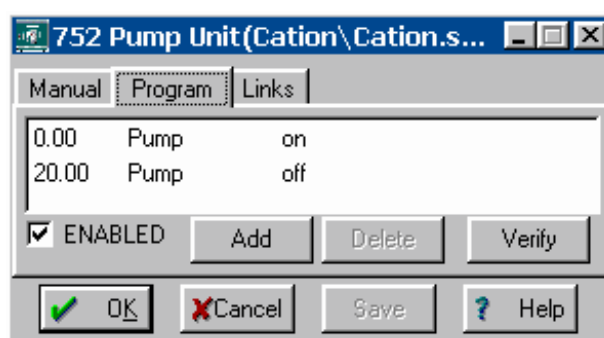 752 Pump Unit(Cation\Cation.s...
Manual Program Links
0.00 Pump on
20.00 Pump off
ENABLED Add Delete Verify
OK Cancel Save Help